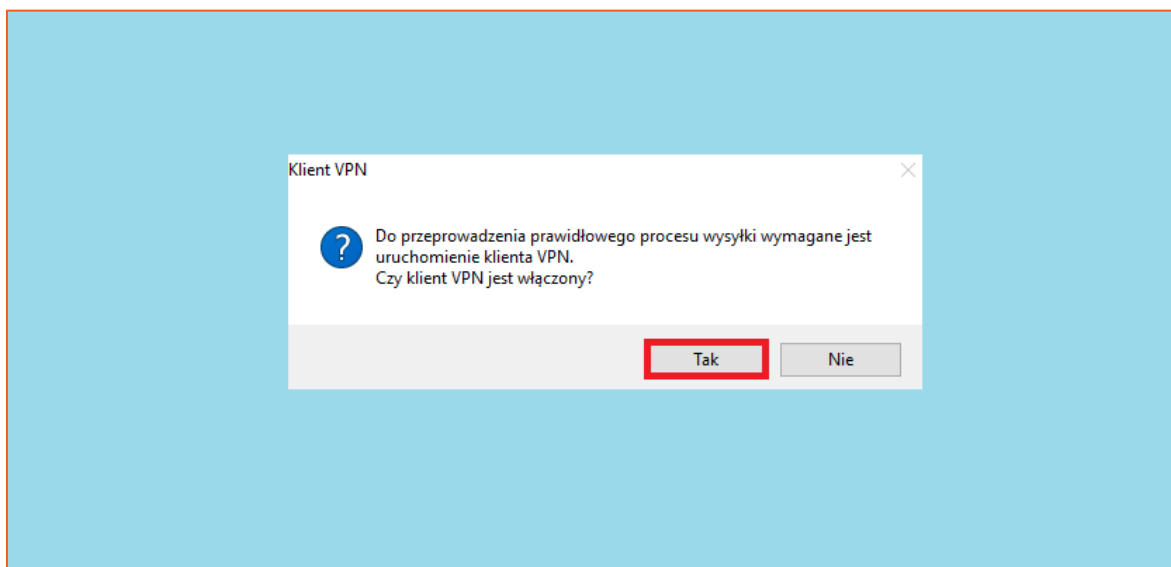 Klient VPN
Do przeprowadzenia prawidłowego procesu wysyłki wymagane jest
uruchomienie klienta VPN.
Czy klient VPN jest włączony?
Tak
Nie